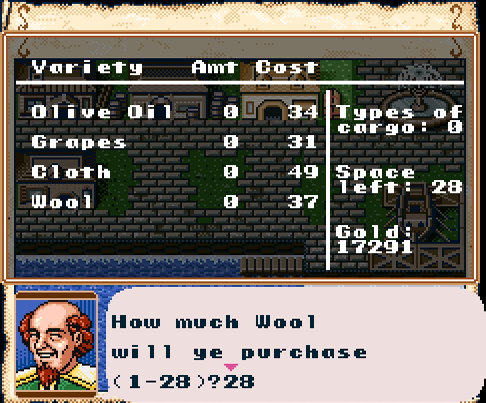 Variety Amt Cost
Olive Oil 0 34
Grapes 0 31
Cloth 0 49
Wool 0 37
Types of
cargo: 0
Space
left: 28
Gold:
17291
How much Wool
will ye purchase
(1-28)?28